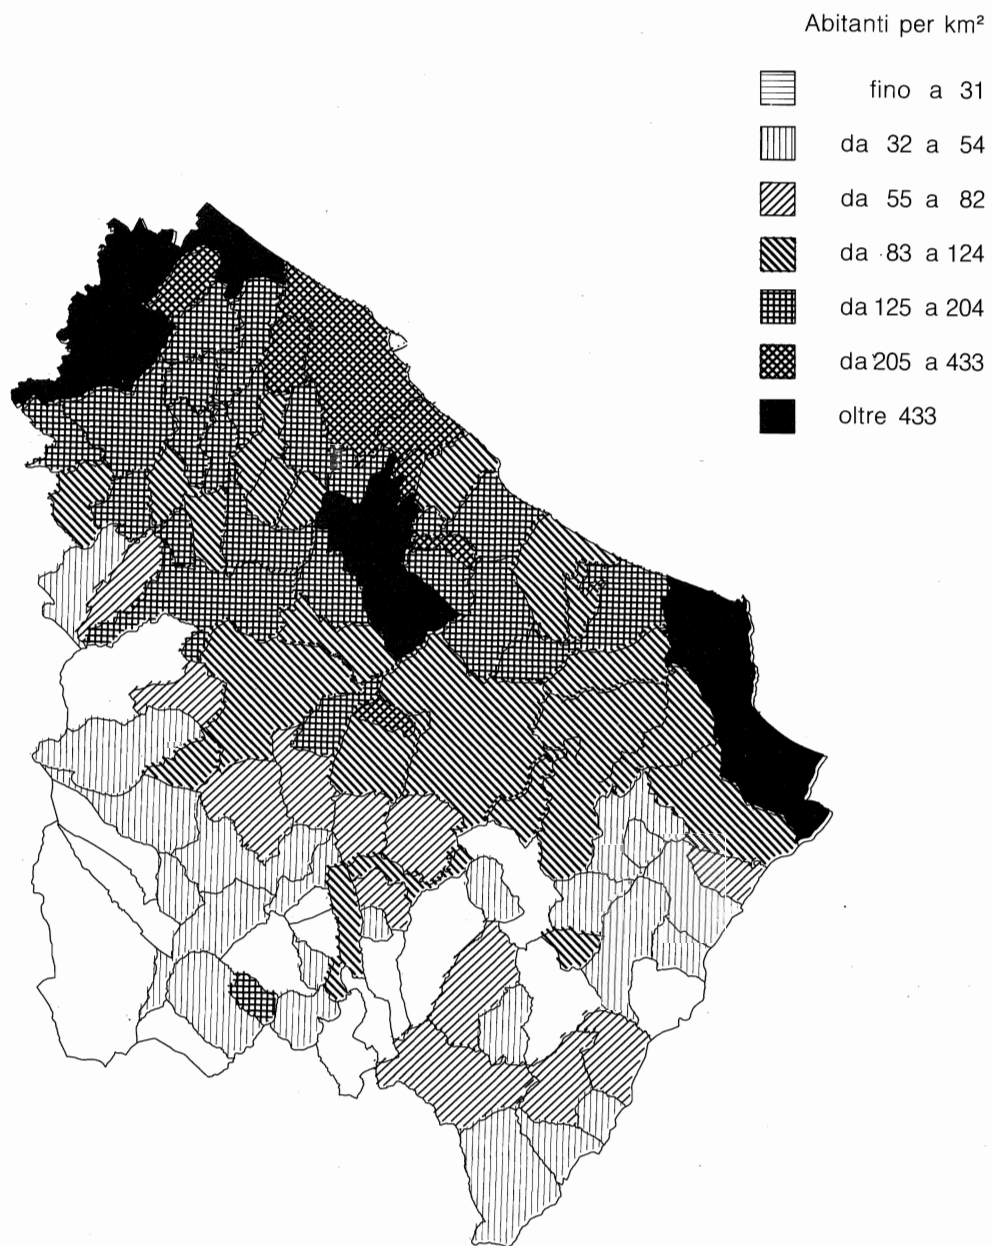 Abitanti per km²
fino a 31
da 32 a 54
da 55 a 82
da 83 a 124
da 125 a 204
da 205 a 433
oltre 433